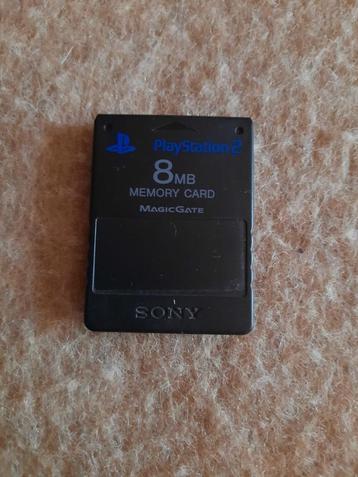 PlayStation 2
8MB
MEMORY CARD
MAGICGATE
SONY